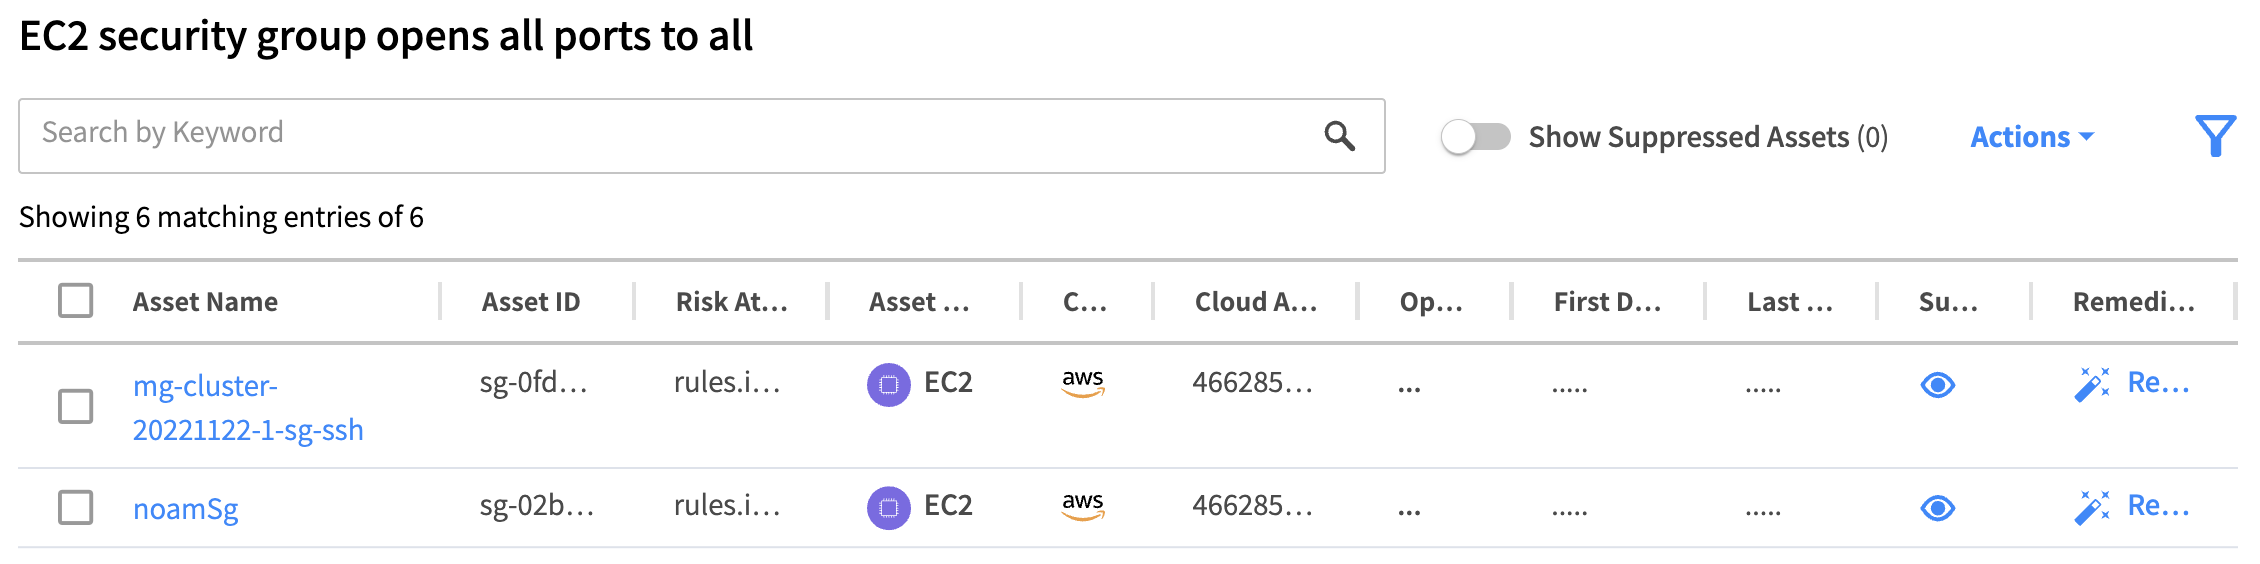 EC2 security group opens all ports to all
Search by Keyword
Show Suppressed Assets (0)
Actions
Showing 6 matching entries of 6
Asset Name Asset ID Risk At... Asset ... C... Cloud A... Op... First D... Last ... Su... Remedi...
mg-cluster-
20221122-1-sg-ssh sg-0fd... rules.i... EC2 aws 466285... ... ..... ..... Re...
noamSg sg-02b... rules.i... EC2 aws 466285... ... ..... ..... Re...